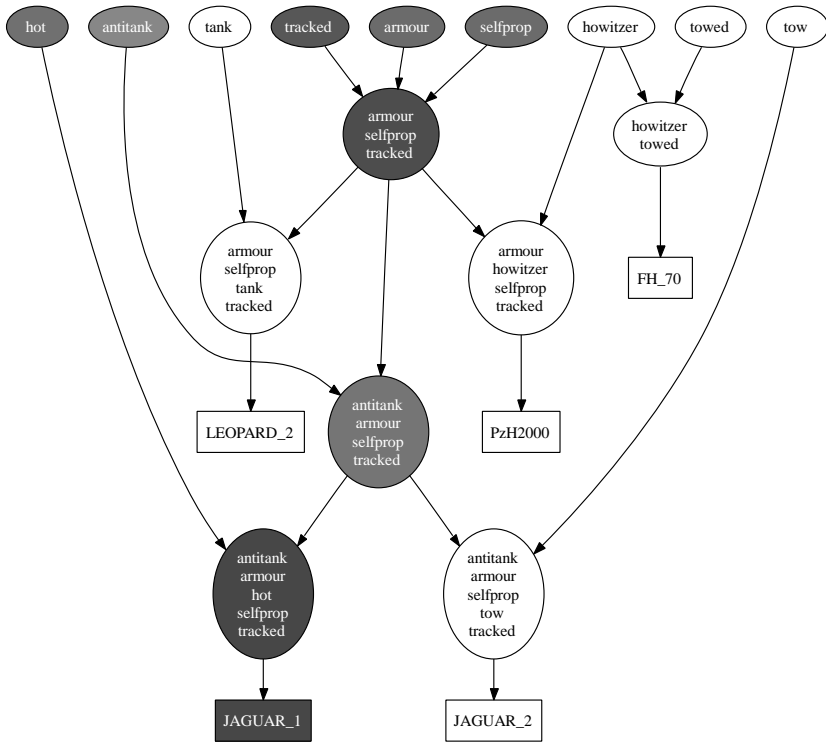 hot
antitank
tank
tracked
armour
selfprop
howitzer
towed
tow
armour
selfprop
tracked
howitzer
towed
armour
selfprop
tank
tracked
armour
howitzer
selfprop
tracked
FH_70
LEOPARD_2
antitank
armour
selfprop
tracked
PzH2000
antitank
armour
hot
selfprop
tracked
antitank
armour
selfprop
tow
tracked
JAGUAR_1
JAGUAR_2